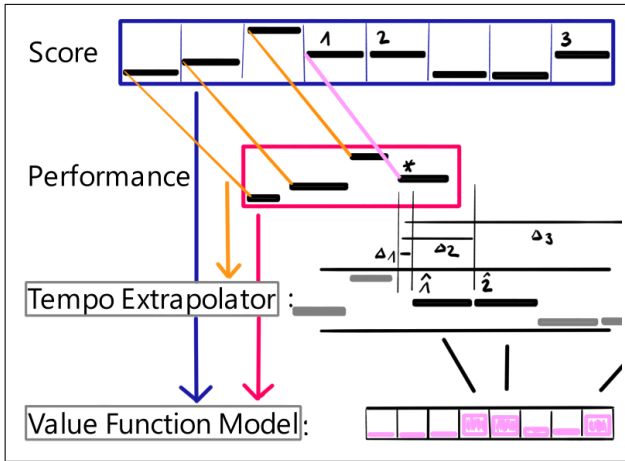 Score 1 2 3
Performance *
Δ1 Δ2 Δ3
Tempo Extrapolator : 1̂ 2̂
Value Function Model :